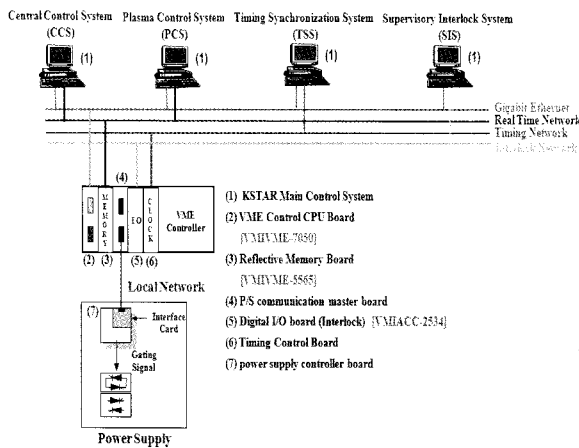 Central Control System
(CCS)
Plasma Control System
(PCS)
Timing Synchronization System
(TSS)
Supervisory Interlock System
(SIS)
(1)
(1)
(1)
(1)
Gigabit Ethernet
Real Time Network
Timing Network
Interlock Network
(4)
MEMORY
I/O
CLOCK
VME
Controller
(2)
(3)
(5)
(6)
Local Network
(7)
Interface
Card
Gating
Signal
Power Supply
(1) KSTAR Main Control System
(2) VME Control CPU Board
[VMIVME-7050]
(3) Reflective Memory Board
[VMIVME-5565]
(4) P/S communication master board
(5) Digital I/O board (Interlock) [VMIACC-2534]
(6) Timing Control Board
(7) power supply controller board